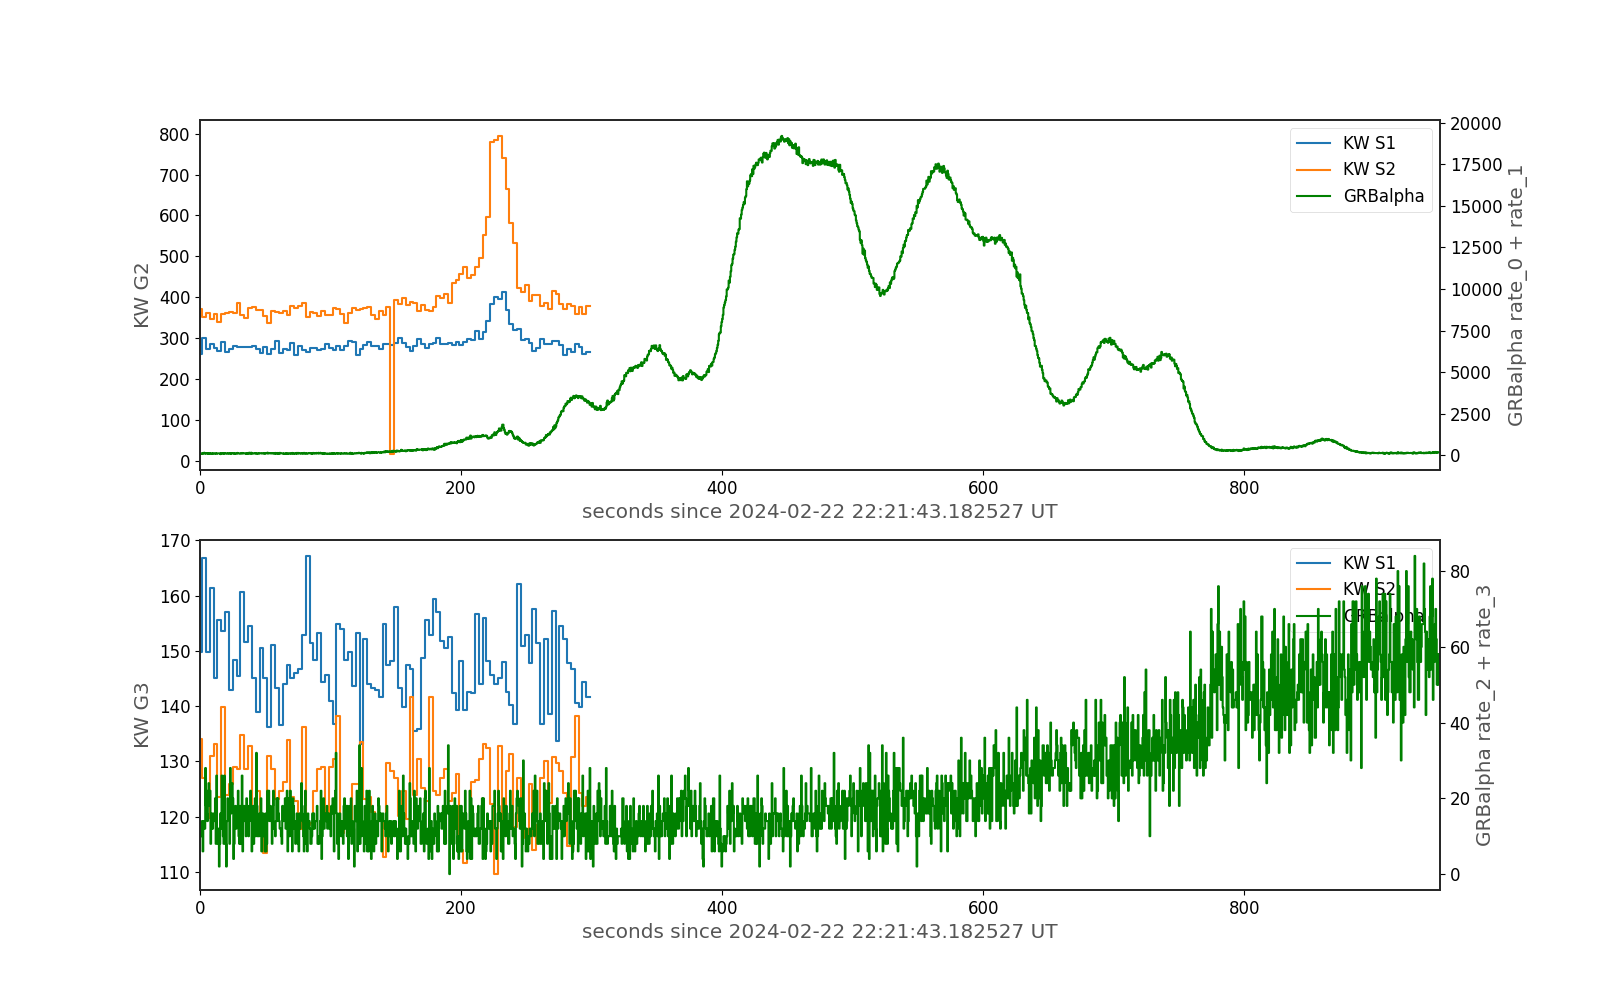 800
700
600
500
400
300
200
100
0
KW G2
20000
17500
15000
12500
10000
7500
5000
2500
0
GRBalpha rate_0 + rate_1
KW S1
KW S2
GRBalpha
0 200 400 600 800
seconds since 2024-02-22 22:21:43.182527 UT
170
160
150
140
130
120
110
KW G3
80
60
40
20
0
GRBalpha rate_2 + rate_3
KW S1
KW S2
GRBalpha
0 200 400 600 800
seconds since 2024-02-22 22:21:43.182527 UT